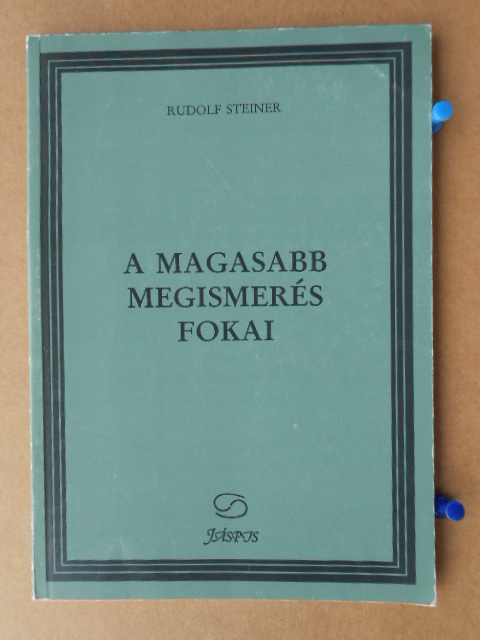 RUDOLF STEINER
A MAGASABB
MEGISMERÉS
FOKAI
JÁSPIS